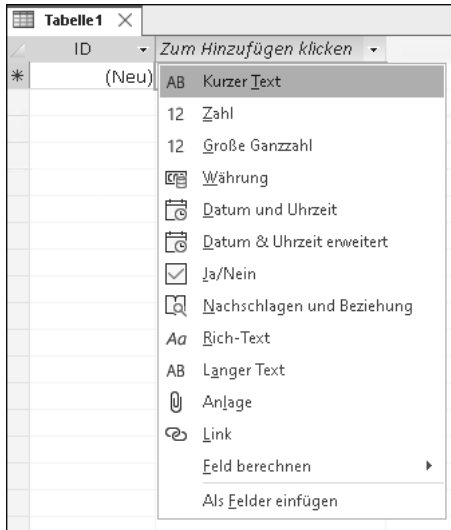 Tabelle1
ID Zum Hinzufügen klicken
(Neu)
AB Kurzer Text
12 Zahl
12 Große Ganzzahl
Währung
Datum und Uhrzeit
Datum & Uhrzeit erweitert
Ja/Nein
Nachschlagen und Beziehung
Aa Rich-Text
AB Langer Text
Anlage
Link
Feld berechnen
Als Felder einfügen